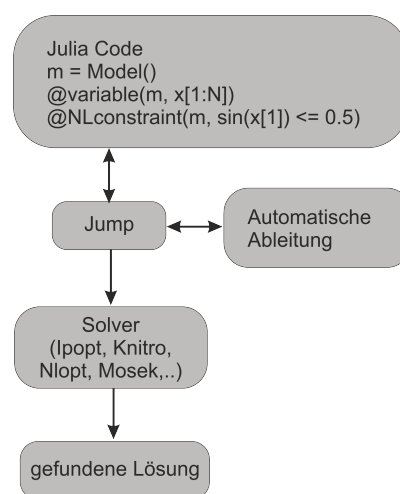 Julia Code
m = Model()
@variable(m, x[1:N])
@NLconstraint(m, sin(x[1]) <= 0.5)
Jump
Automatische
Ableitung
Solver
(Ipopt, Knitro,
Nlopt, Mosek,..)
gefundene Lösung